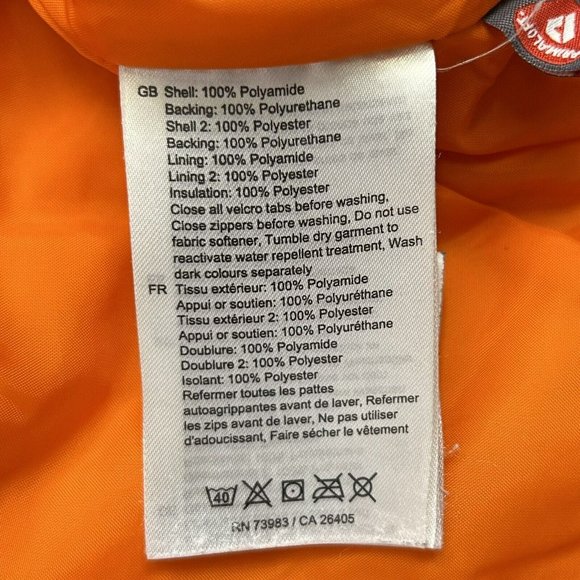 GB Shell: 100% Polyamide
Backing: 100% Polyurethane
Shell 2: 100% Polyester
Backing: 100% Polyurethane
Lining: 100% Polyamide
Lining 2: 100% Polyester
Insulation: 100% Polyester
Close all velcro tabs before washing,
Close zippers before washing, Do not use
fabric softener, Tumble dry garment to
reactivate water repellent treatment, Wash
dark colours separately
FR Tissu extérieur: 100% Polyamide
Appui or soutien: 100% Polyuréthane
Tissu extérieur 2: 100% Polyester
Appui or soutien: 100% Polyuréthane
Doublure: 100% Polyamide
Doublure 2: 100% Polyester
Isolant: 100% Polyester
Refermer toutes les pattes
autoagrippantes avant de laver, Refermer
les zips avant de laver, Ne pas utiliser
d'adoucissant, Faire sécher le vêtement
40
RN 73983 / CA 26405